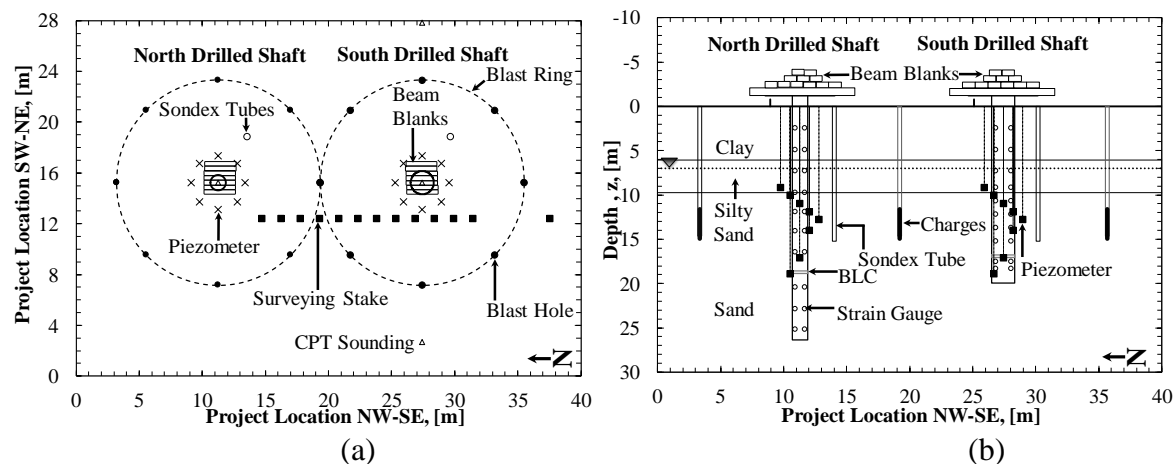 (a)
28
24
20
16
12
8
4
0
Project Location SW-NE, [m]
North Drilled Shaft
South Drilled Shaft
Blast Ring
Sondex Tubes
Beam
Blanks
Piezometer
Surveying Stake
Blast Hole
CPT Sounding
N
0 5 10 15 20 25 30 35 40
Project Location NW-SE, [m]
(a)
(b)
-10
-5
0
5
10
15
20
25
30
Depth , z, [m]
North Drilled Shaft
South Drilled Shaft
Beam Blanks
Clay
Silty
Sand
Charges
Sondex Tube
Piezometer
BLC
Sand
Strain Gauge
N
0 5 10 15 20 25 30 35 40
Project Location NW-SE, [m]
(b)